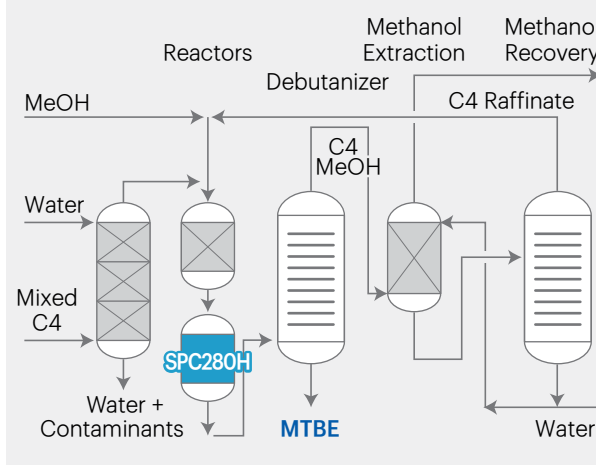 Methanol
Extraction
Methano
Recovery
Reactors
Debutanizer
MeOH
C4 Raffinate
C4
MeOH
Water
Mixed
C4
SPC280H
Water +
Contaminants
MTBE
Water